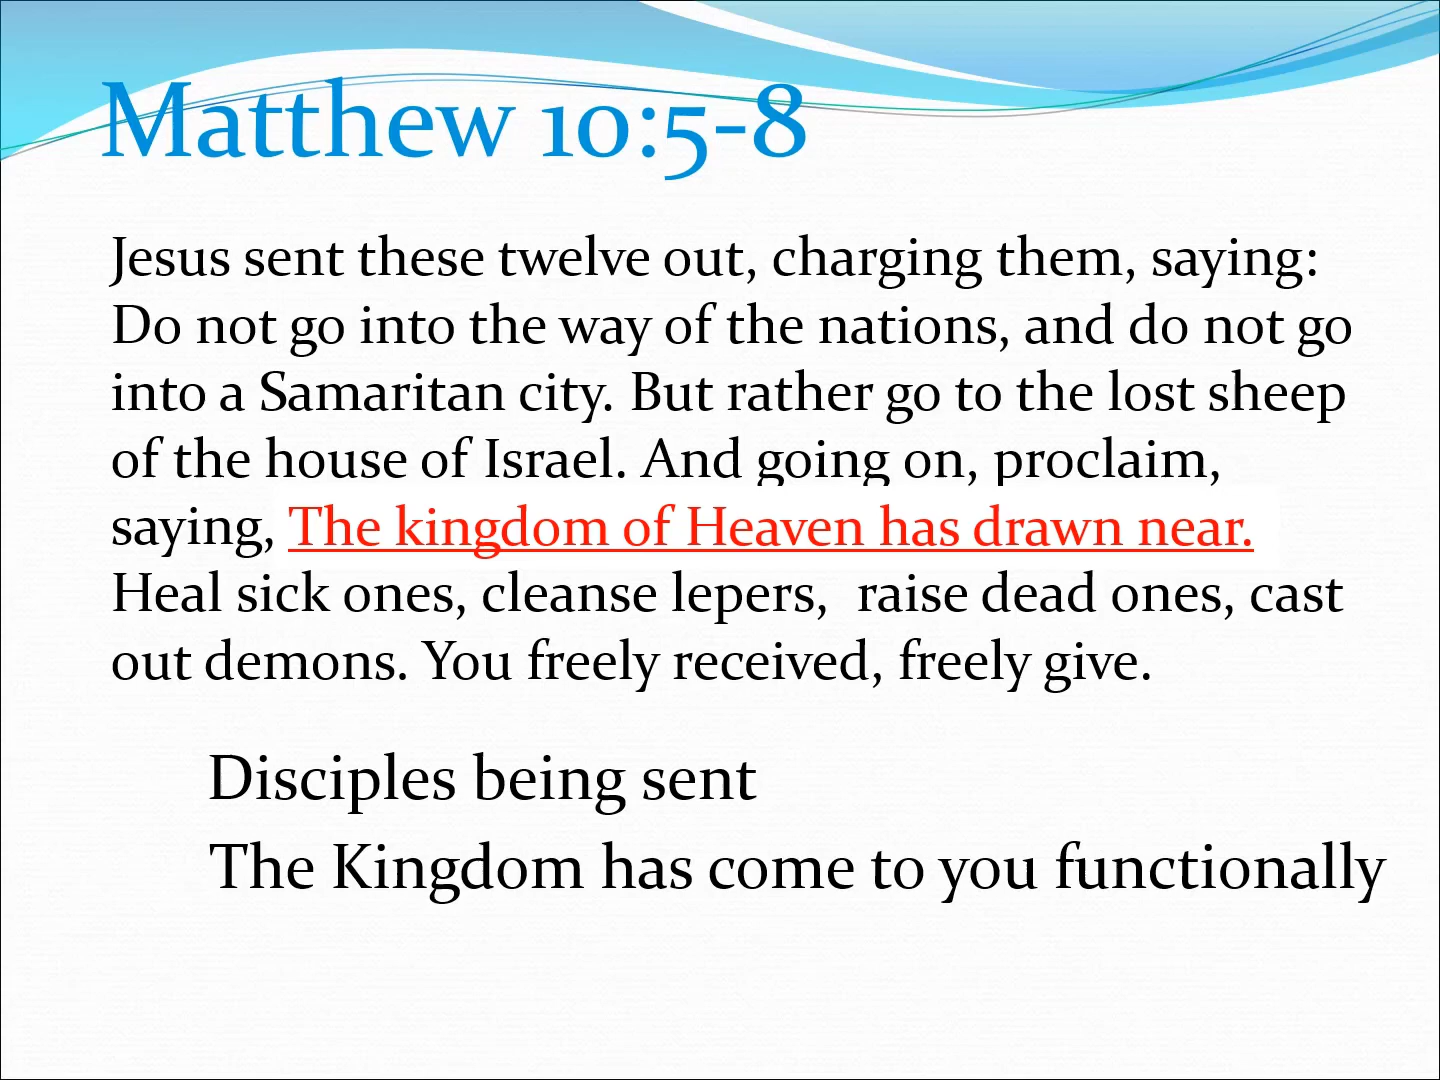 Matthew 10:5-8
Jesus sent these twelve out, charging them, saying:
Do not go into the way of the nations, and do not go
into a Samaritan city. But rather go to the lost sheep
of the house of Israel. And going on, proclaim,
saying, The kingdom of Heaven has drawn near.
Heal sick ones, cleanse lepers, raise dead ones, cast
out demons. You freely received, freely give.
Disciples being sent
The Kingdom has come to you functionally